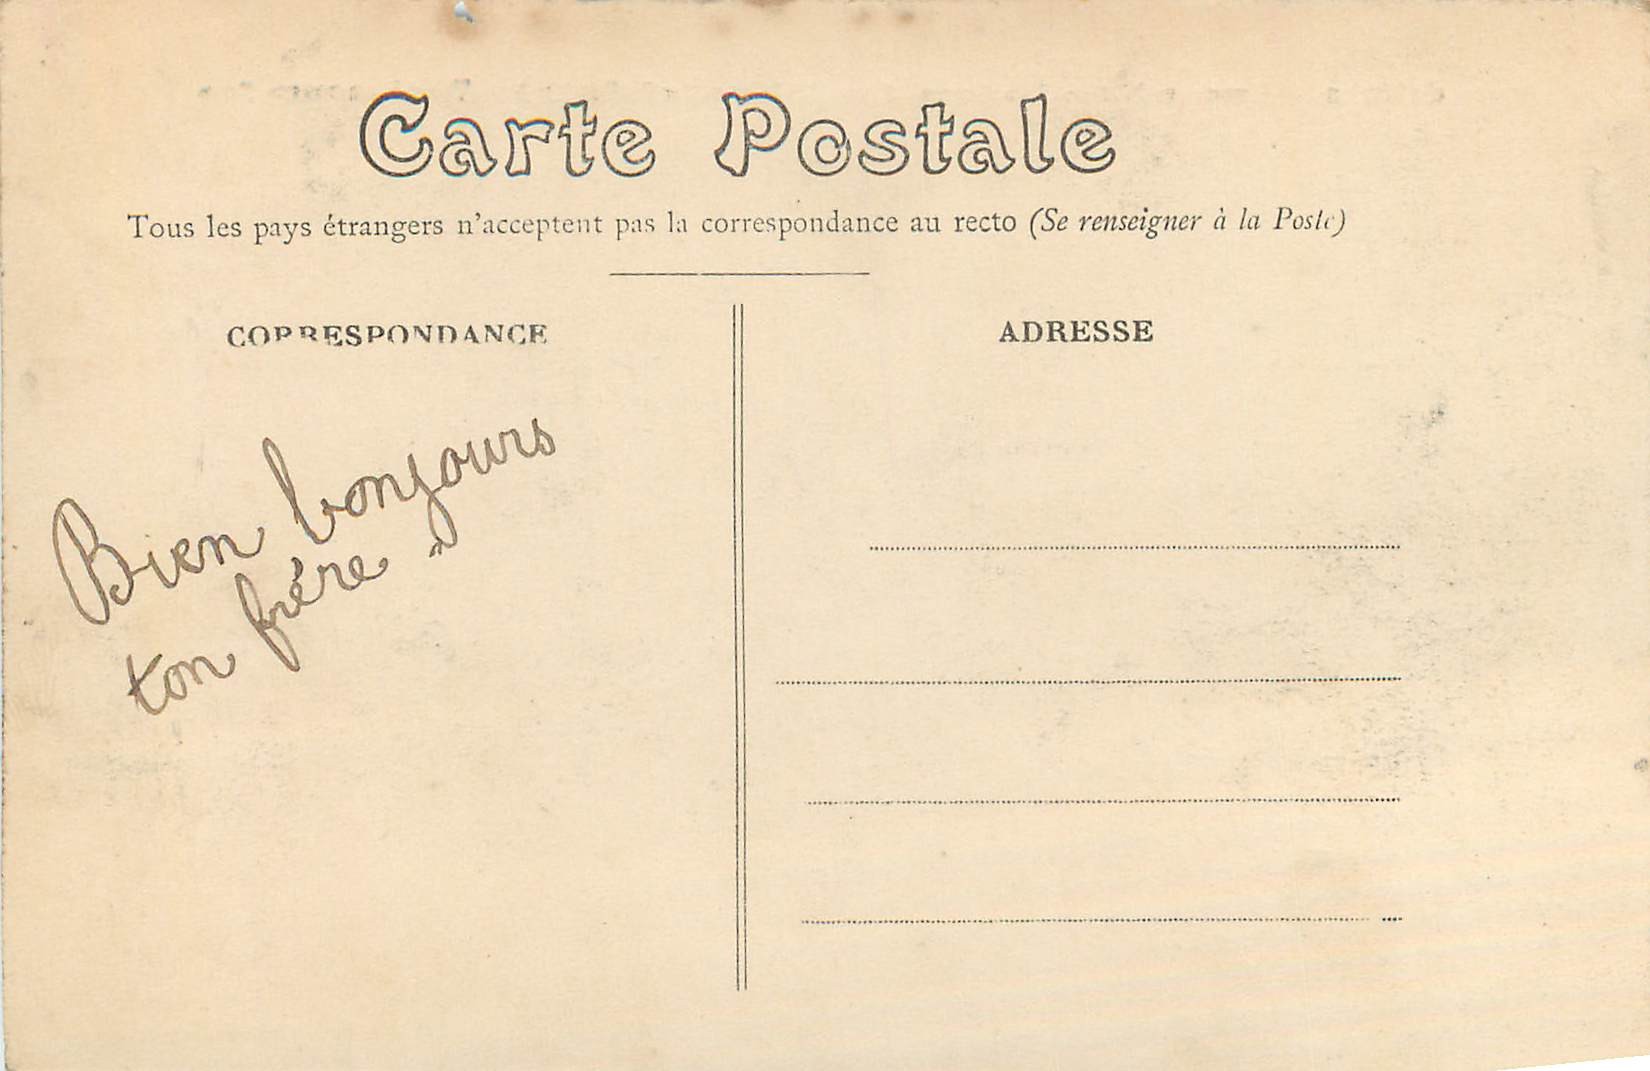 Carte Postale
Tous les pays étrangers n'acceptent pas la correspondance au recto (Se renseigner à la Poste)
CORRESPONDANCE
ADRESSE
Bien bonjours
ton frére